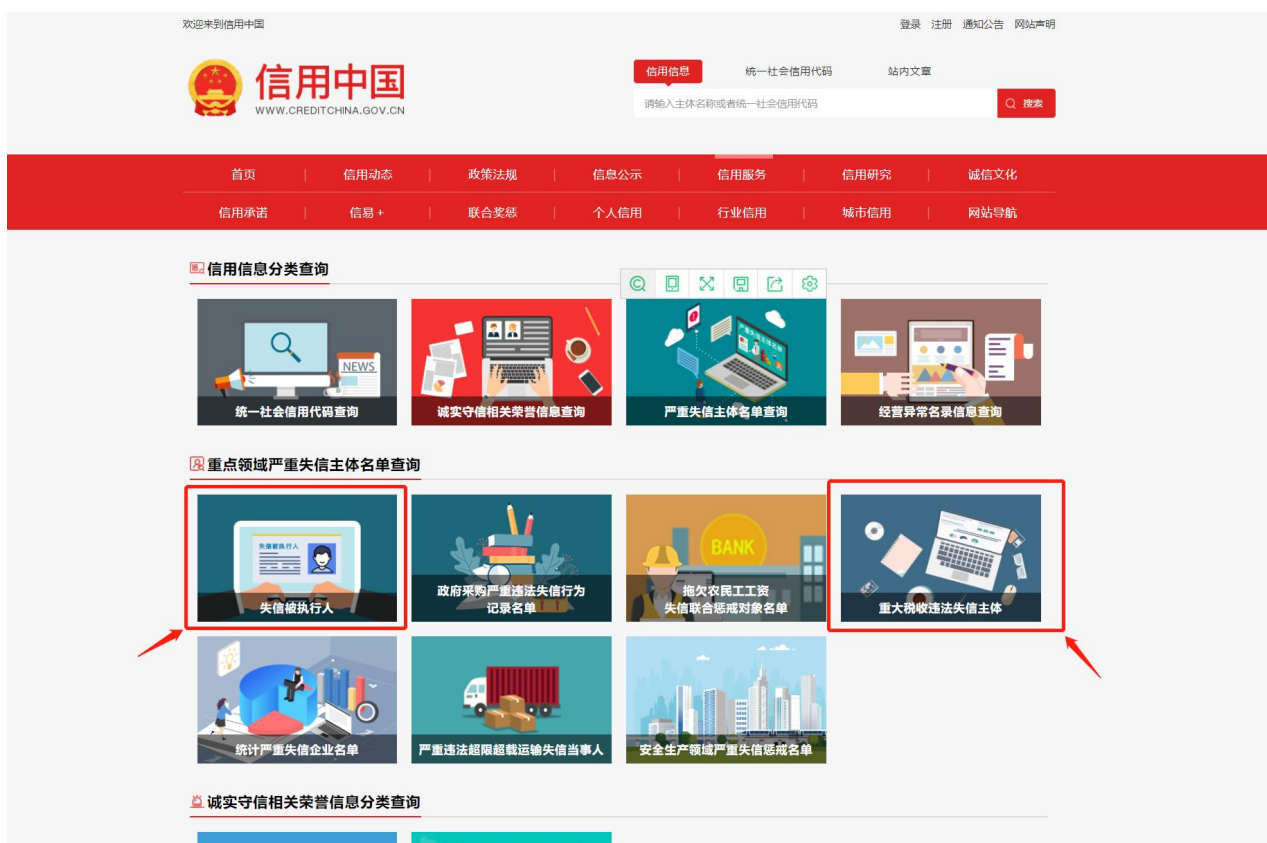 欢迎来到信用中国
登录 注册 通知公告 网站声明
信用中国
WWW.CREDITCHINA.GOV.CN
信用信息 统一社会信用代码 站内文章
请输入主体名称或者统一社会信用代码
搜索
首页 信用动态 政策法规 信息公示 信用服务 信用研究 诚信文化
信用承诺 信易+ 联合奖惩 个人信用 行业信用 城市信用 网站导航
信用信息分类查询
NEWS
严重失信主体名单
统一社会信用代码查询
诚实守信相关荣誉信息查询
严重失信主体名单查询
经营异常名录信息查询
重点领域严重失信主体名单查询
失信被执行人
BANK
失信被执行人
政府采购严重违法失信行为
记录名单
拖欠农民工工资
失信联合惩戒对象名单
重大税收违法失信主体
统计严重失信企业名单
严重违法超限超载运输失信当事人
安全生产领域严重失信惩戒名单
诚实守信相关荣誉信息分类查询